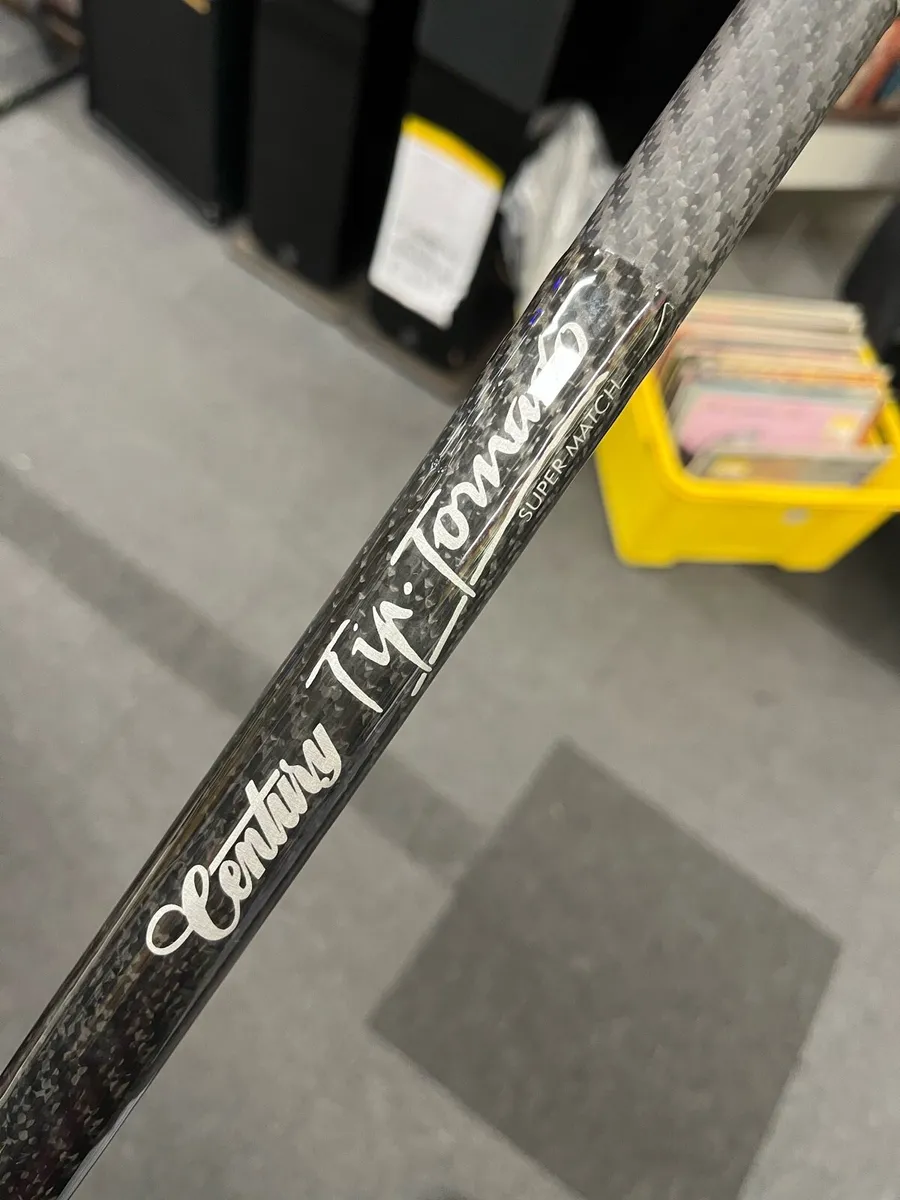 Century Tip·Tornado
SUPER-MATCH